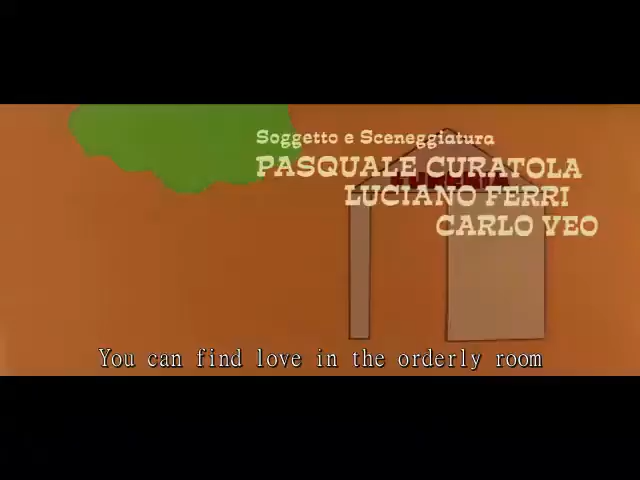 Soggetto e Sceneggiatura
PASQUALE CURATOLA
LUCIANO FERRI
CARLO VEO
You can find love in the orderly room